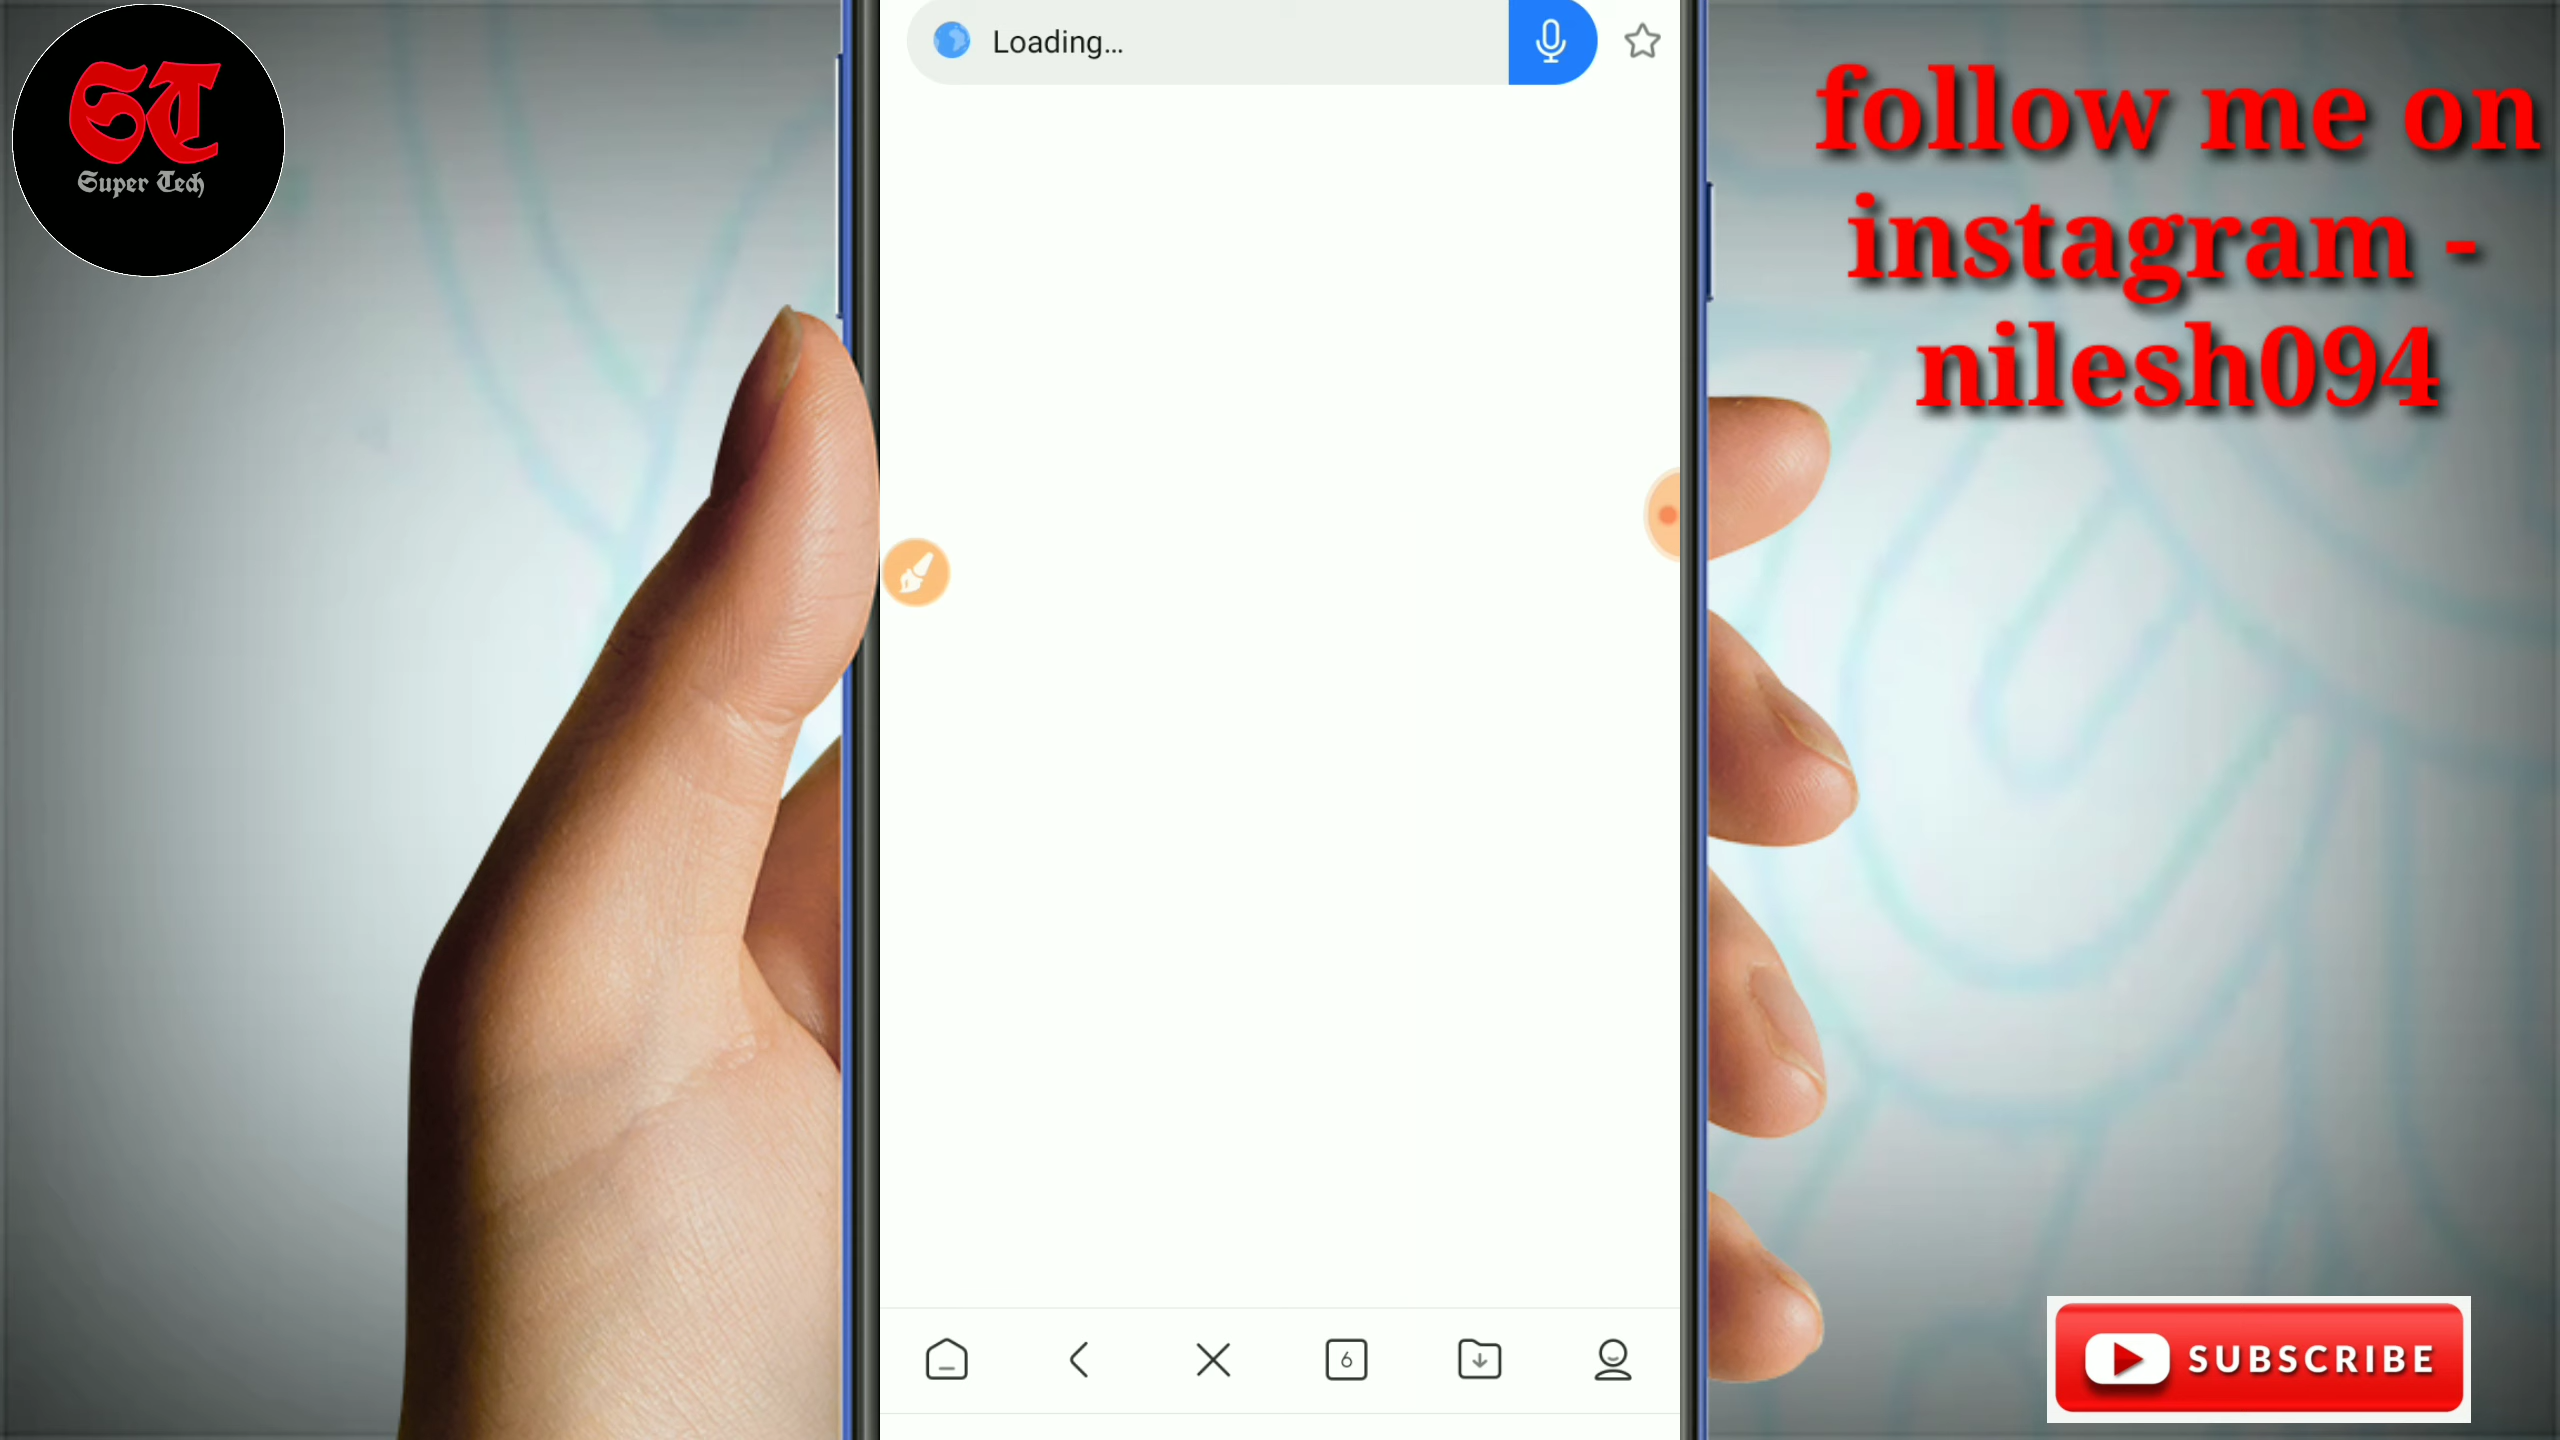 ST
Super Tech
Loading...
follow me on
instagram -
nilesh094
6
SUBSCRIBE